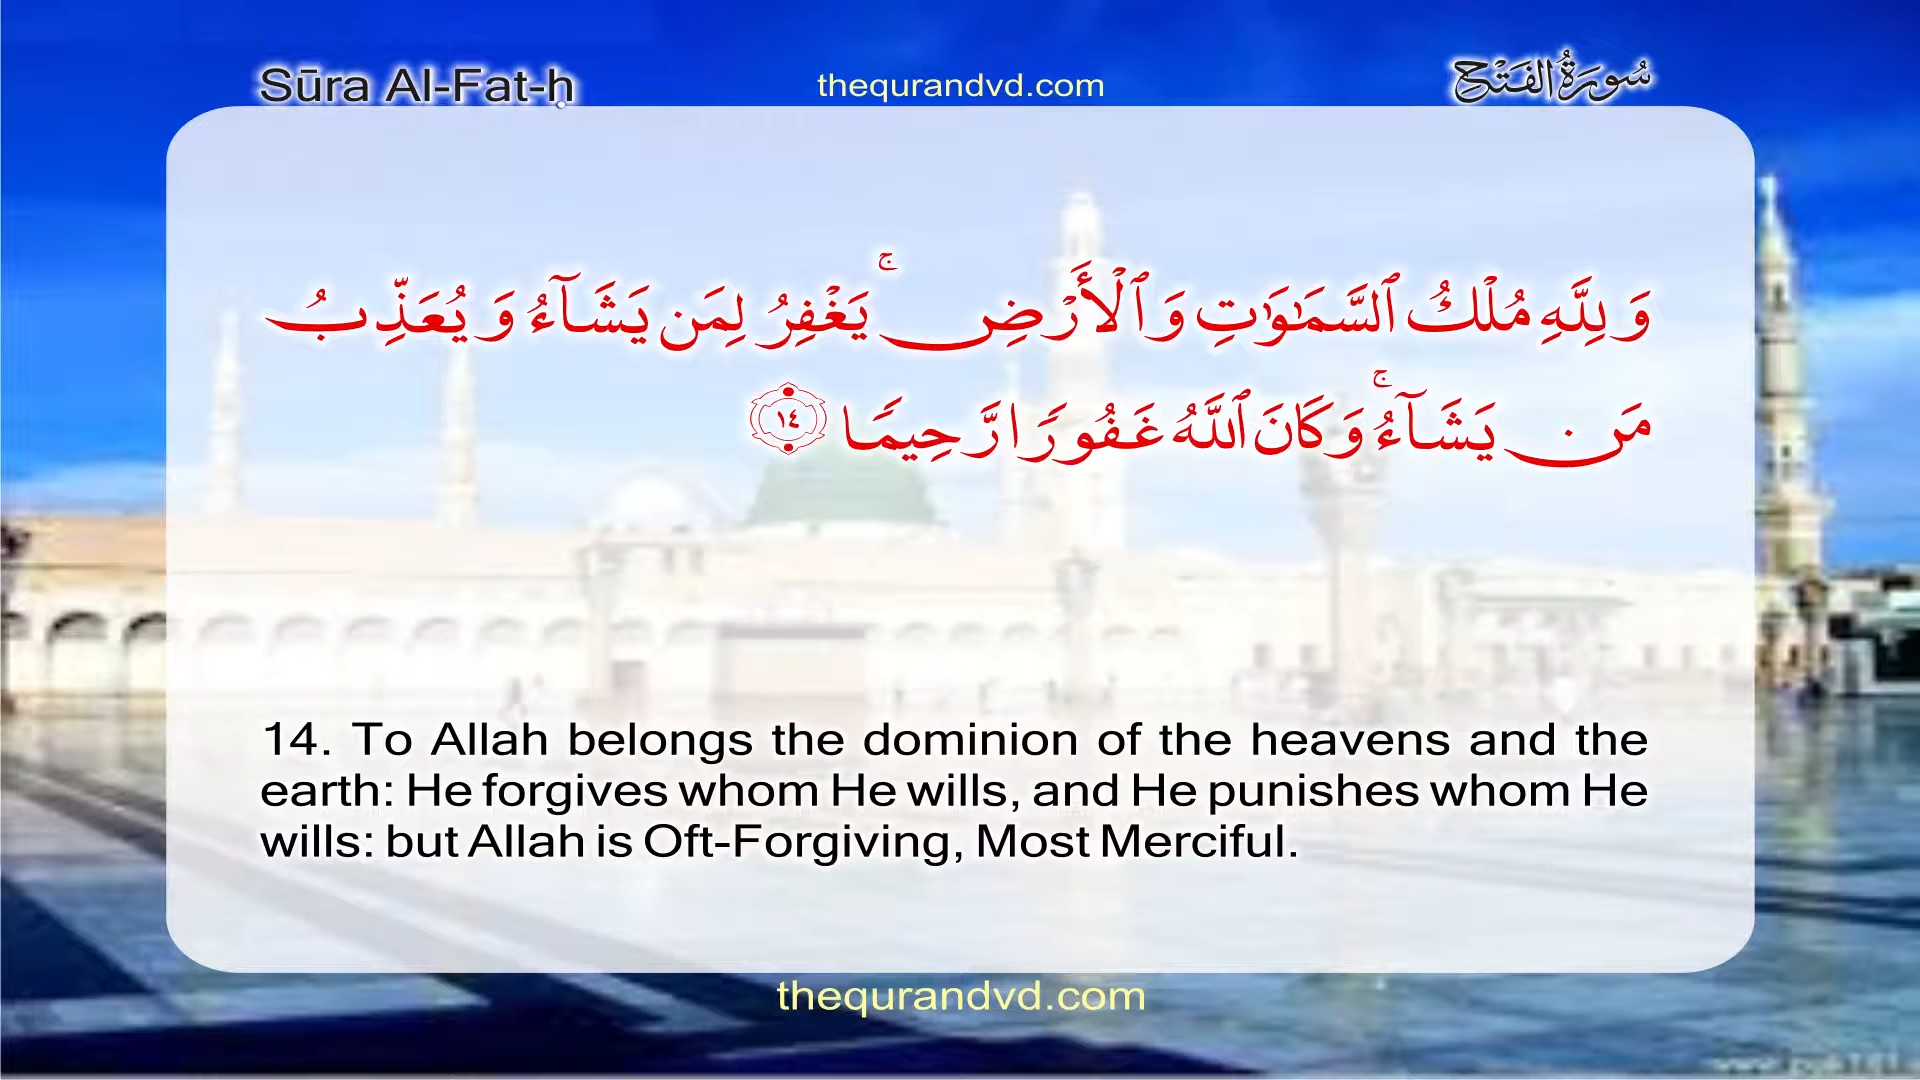 Sūra Al-Fat-ḥ
thequrandvd.com
سُورَةُ الفَتْحِ
وَلِلَّهِ مُلْكُ ٱلسَّمَٰوَٰتِ وَٱلْأَرْضِ ۚ يَغْفِرُ لِمَن يَشَآءُ وَيُعَذِّبُ
مَن يَشَآءُ ۚ وَكَانَ ٱللَّهُ غَفُورًا رَّحِيمًا ١٤
14. To Allah belongs the dominion of the heavens and the
earth: He forgives whom He wills, and He punishes whom He
wills: but Allah is Oft-Forgiving, Most Merciful.
thequrandvd.com